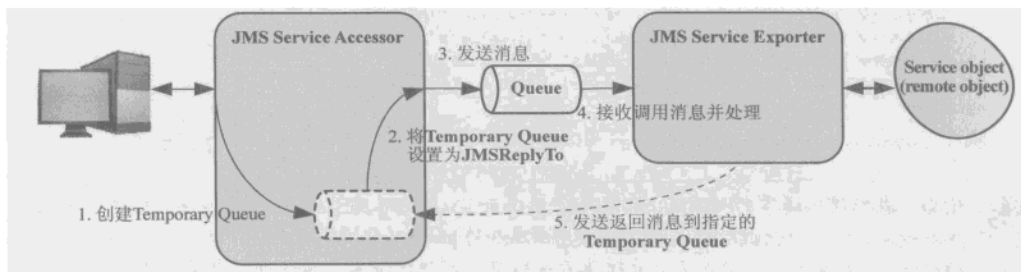 JMS Service Accessor
JMS Service Exporter
3. 发送消息
Queue
Service object
(remote object)
4. 接收调用消息并处理
2. 将Temporary Queue
设置为JMSReplyTo
1. 创建Temporary Queue
5. 发送返回消息到指定的
Temporary Queue